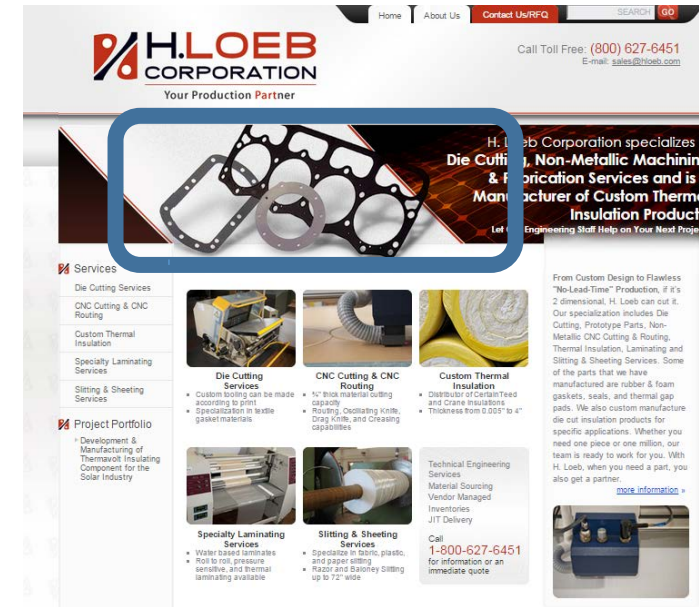 Home About Us Contact Us/RFQ SEARCH GO
H.LOEB
CORPORATION
Your Production Partner
Call Toll Free: (800) 627-6451
E-mail: sales@hloeb.com
H. Loeb Corporation specializes
Die Cutting, Non-Metallic Machinin
& Fabrication Services and is
Manufacturer of Custom Therma
Insulation Product
Let Our Engineering Staff Help on Your Next Proje
Services
Die Cutting Services
CNC Cutting & CNC
Routing
Custom Thermal
Insulation
Specialty Laminating
Services
Slitting & Sheeting
Services
Project Portfolio
Development &
Manufacturing of
Thermavolt Insulating
Component for the
Solar Industry
Die Cutting
Services
Custom tooling can be made
according to print
Specialization in textile
gasket materials
CNC Cutting & CNC
Routing
¾" thick material cutting
capacity
Routing, Oscillating Knife,
Drag Knife, and Creasing
capabilities
Custom Thermal
Insulation
Distributor of CertainTeed
and Crane Insulations
Thickness from 0.005" to 4"
Specialty Laminating
Services
Water based laminates
Roll to roll, pressure
sensitive, and thermal
laminating available
Slitting & Sheeting
Services
Specialize in fabric, plastic,
and paper slitting
Razor and Baloney Slitting
up to 72" wide
Technical Engineering
Services
Material Sourcing
Vendor Managed
Inventories
JIT Delivery
Call
1-800-627-6451
for information or an
immediate quote
From Custom Design to Flawless
"No-Lead-Time" Production, if it's
2 dimensional, H. Loeb can cut it.
Our specialization includes Die
Cutting, Prototype Parts, Non-
Metallic CNC Cutting & Routing,
Thermal Insulation, Laminating and
Slitting & Sheeting Services. Some
of the parts that we have
manufactured are rubber & foam
gaskets, seals, and thermal gap
pads. We also custom manufacture
die cut insulation products for
specific applications. Whether you
need one piece or one million, our
team is ready to work for you. With
H. Loeb, when you need a part, you
also get a partner.
more information »